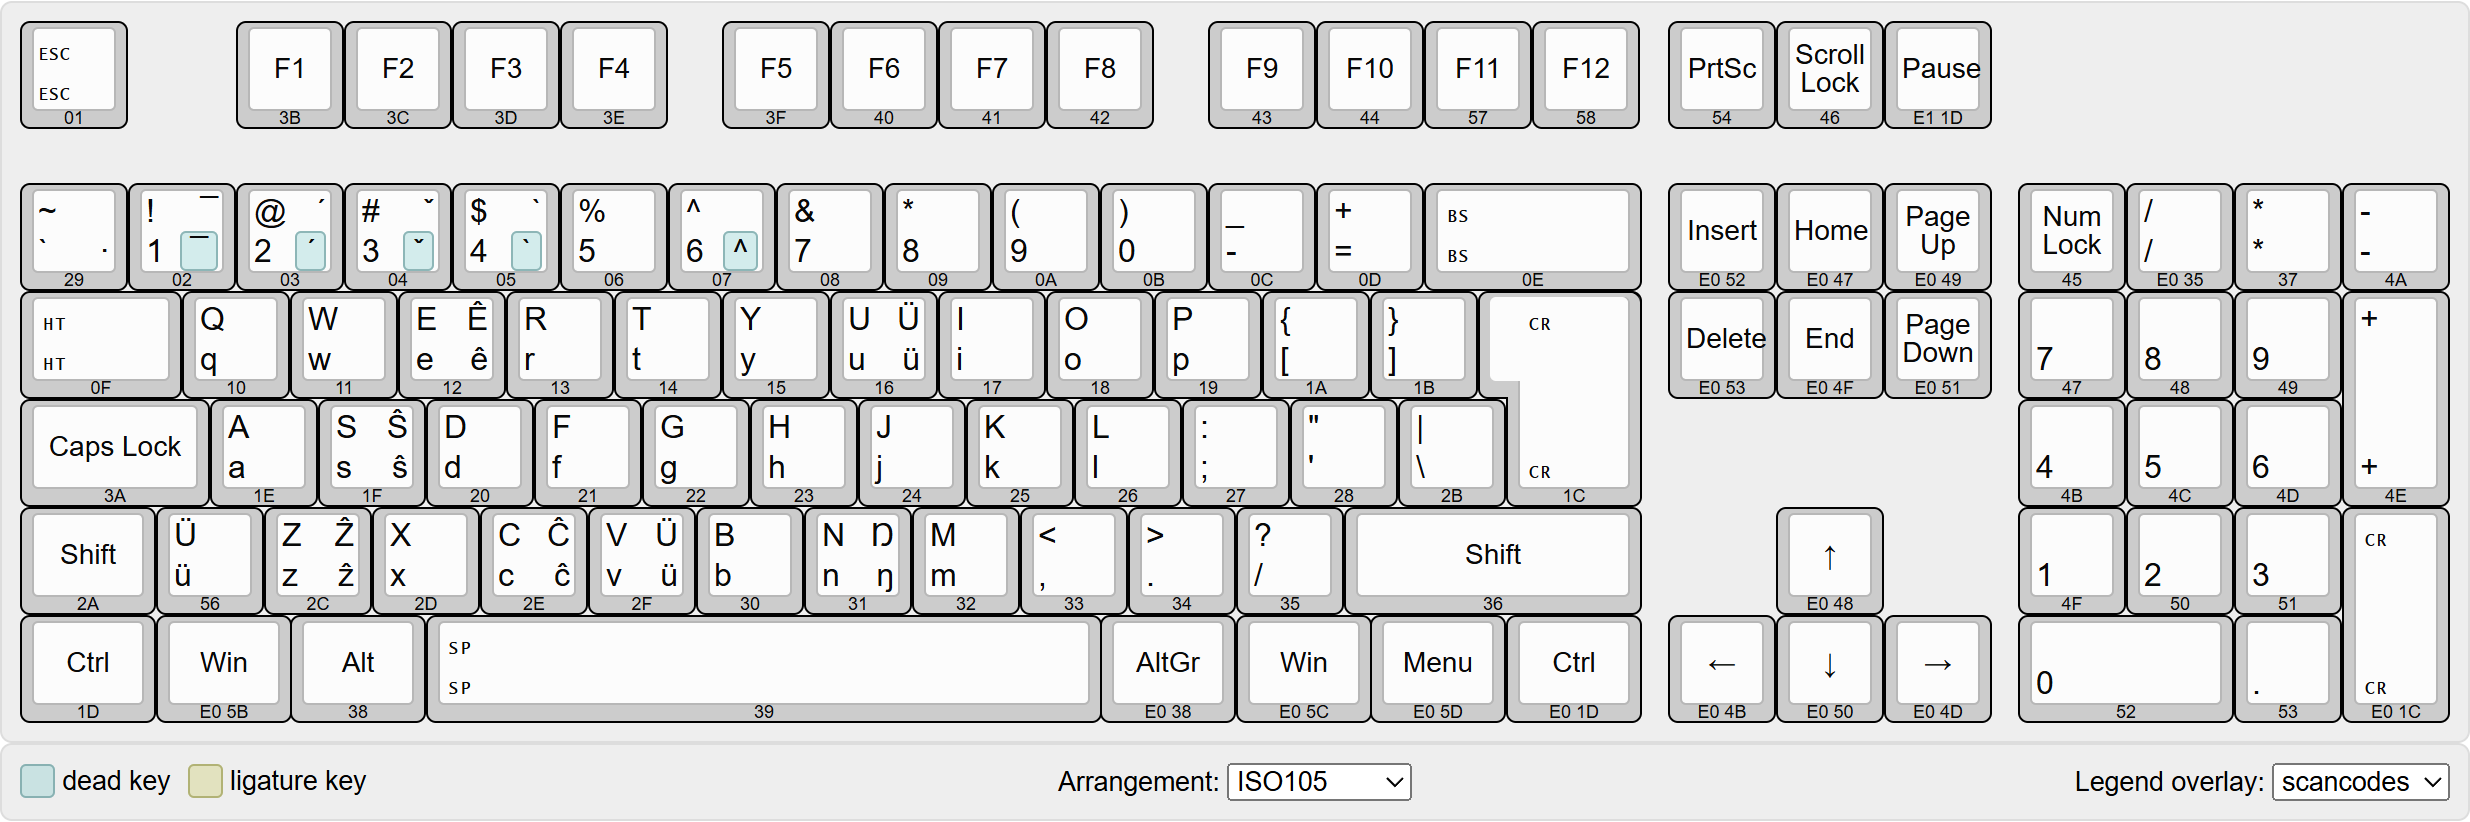 ESC F1 F2 F3 F4 F5 F6 F7 F8 F9 F10 F11 F12 PrtSc Scroll Lock Pause
ESC
01 3B 3C 3D 3E 3F 40 41 42 43 44 57 58 54 46 E1 1D
~ ! ¯ @ ´ # ˇ $ ` % ^ & * ( ) _ + BS Insert Home Page Up Num Lock / * -
` . 1 ¯ 2 ´ 3 ˇ 4 ` 5 6 ^ 7 8 9 0 - = BS / * -
29 02 03 04 05 06 07 08 09 0A 0B 0C 0D 0E E0 52 E0 47 E0 49 45 E0 35 37 4A
HT Q W E Ê R T Y U Ü I O P { } CR Delete End Page Down +
HT q w e ê r t y u ü i o p [ ] 7 8 9
0F 10 11 12 13 14 15 16 17 18 19 1A 1B E0 53 E0 4F E0 51 47 48 49
Caps Lock A S Ŝ D F G H J K L : " |
a s ŝ d f g h j k l ; ' \ CR 4 5 6 +
3A 1E 1F 20 21 22 23 24 25 26 27 28 2B 1C 4B 4C 4D 4E
Shift Ü Z Ẑ X C Ĉ V Ü B N Ŋ M < > ? Shift ↑ CR
ü z ẑ x c ĉ v ü b n ŋ m , . / 1 2 3
2A 56 2C 2D 2E 2F 30 31 32 33 34 35 36 E0 48 4F 50 51
Ctrl Win Alt SP AltGr Win Menu Ctrl ← ↓ →
SP 0 . CR
1D E0 5B 38 39 E0 38 E0 5C E0 5D E0 1D E0 4B E0 50 E0 4D 52 53 E0 1C
dead key ligature key Arrangement: ISO105 Legend overlay: scancodes